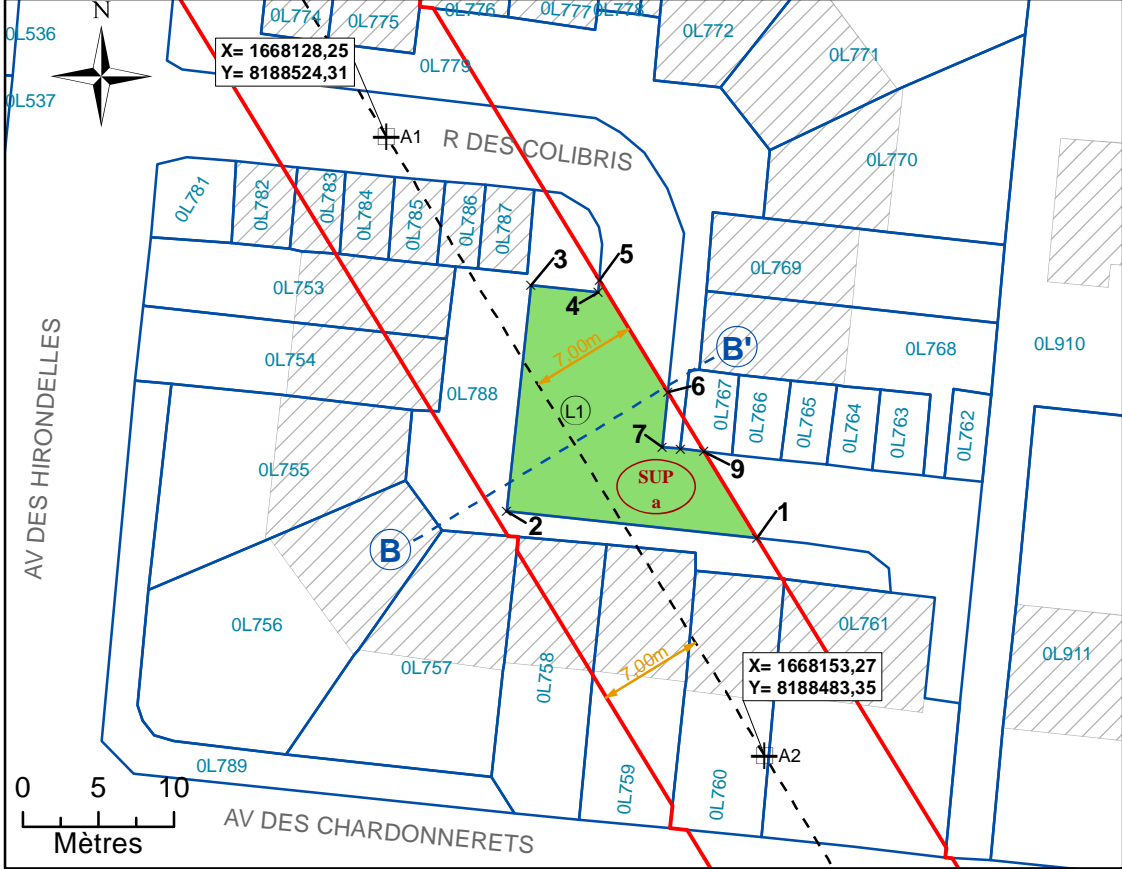 0L774
0L775
0L776
0L777
0L778
0L536
N
0L772
X= 1668128,25
Y= 8188524,31
0L779
0L771
0L537
A1
R DES COLIBRIS
0L770
0L781
0L782
0L783
0L784
0L785
0L786
0L787
3
5
4
0L769
0L753
AV DES HIRONDELLES
0L754
7.00m
B'
0L768
0L910
0L788
L1
6
0L767
0L766
0L765
0L764
0L763
0L762
7
9
0L755
SUP
a
2
1
B
0L756
0L757
0L758
7.00m
0L761
0L911
X= 1668153,27
Y= 8188483,35
A2
0L789
0L759
0L760
0 5 10
Mètres
AV DES CHARDONNERETS